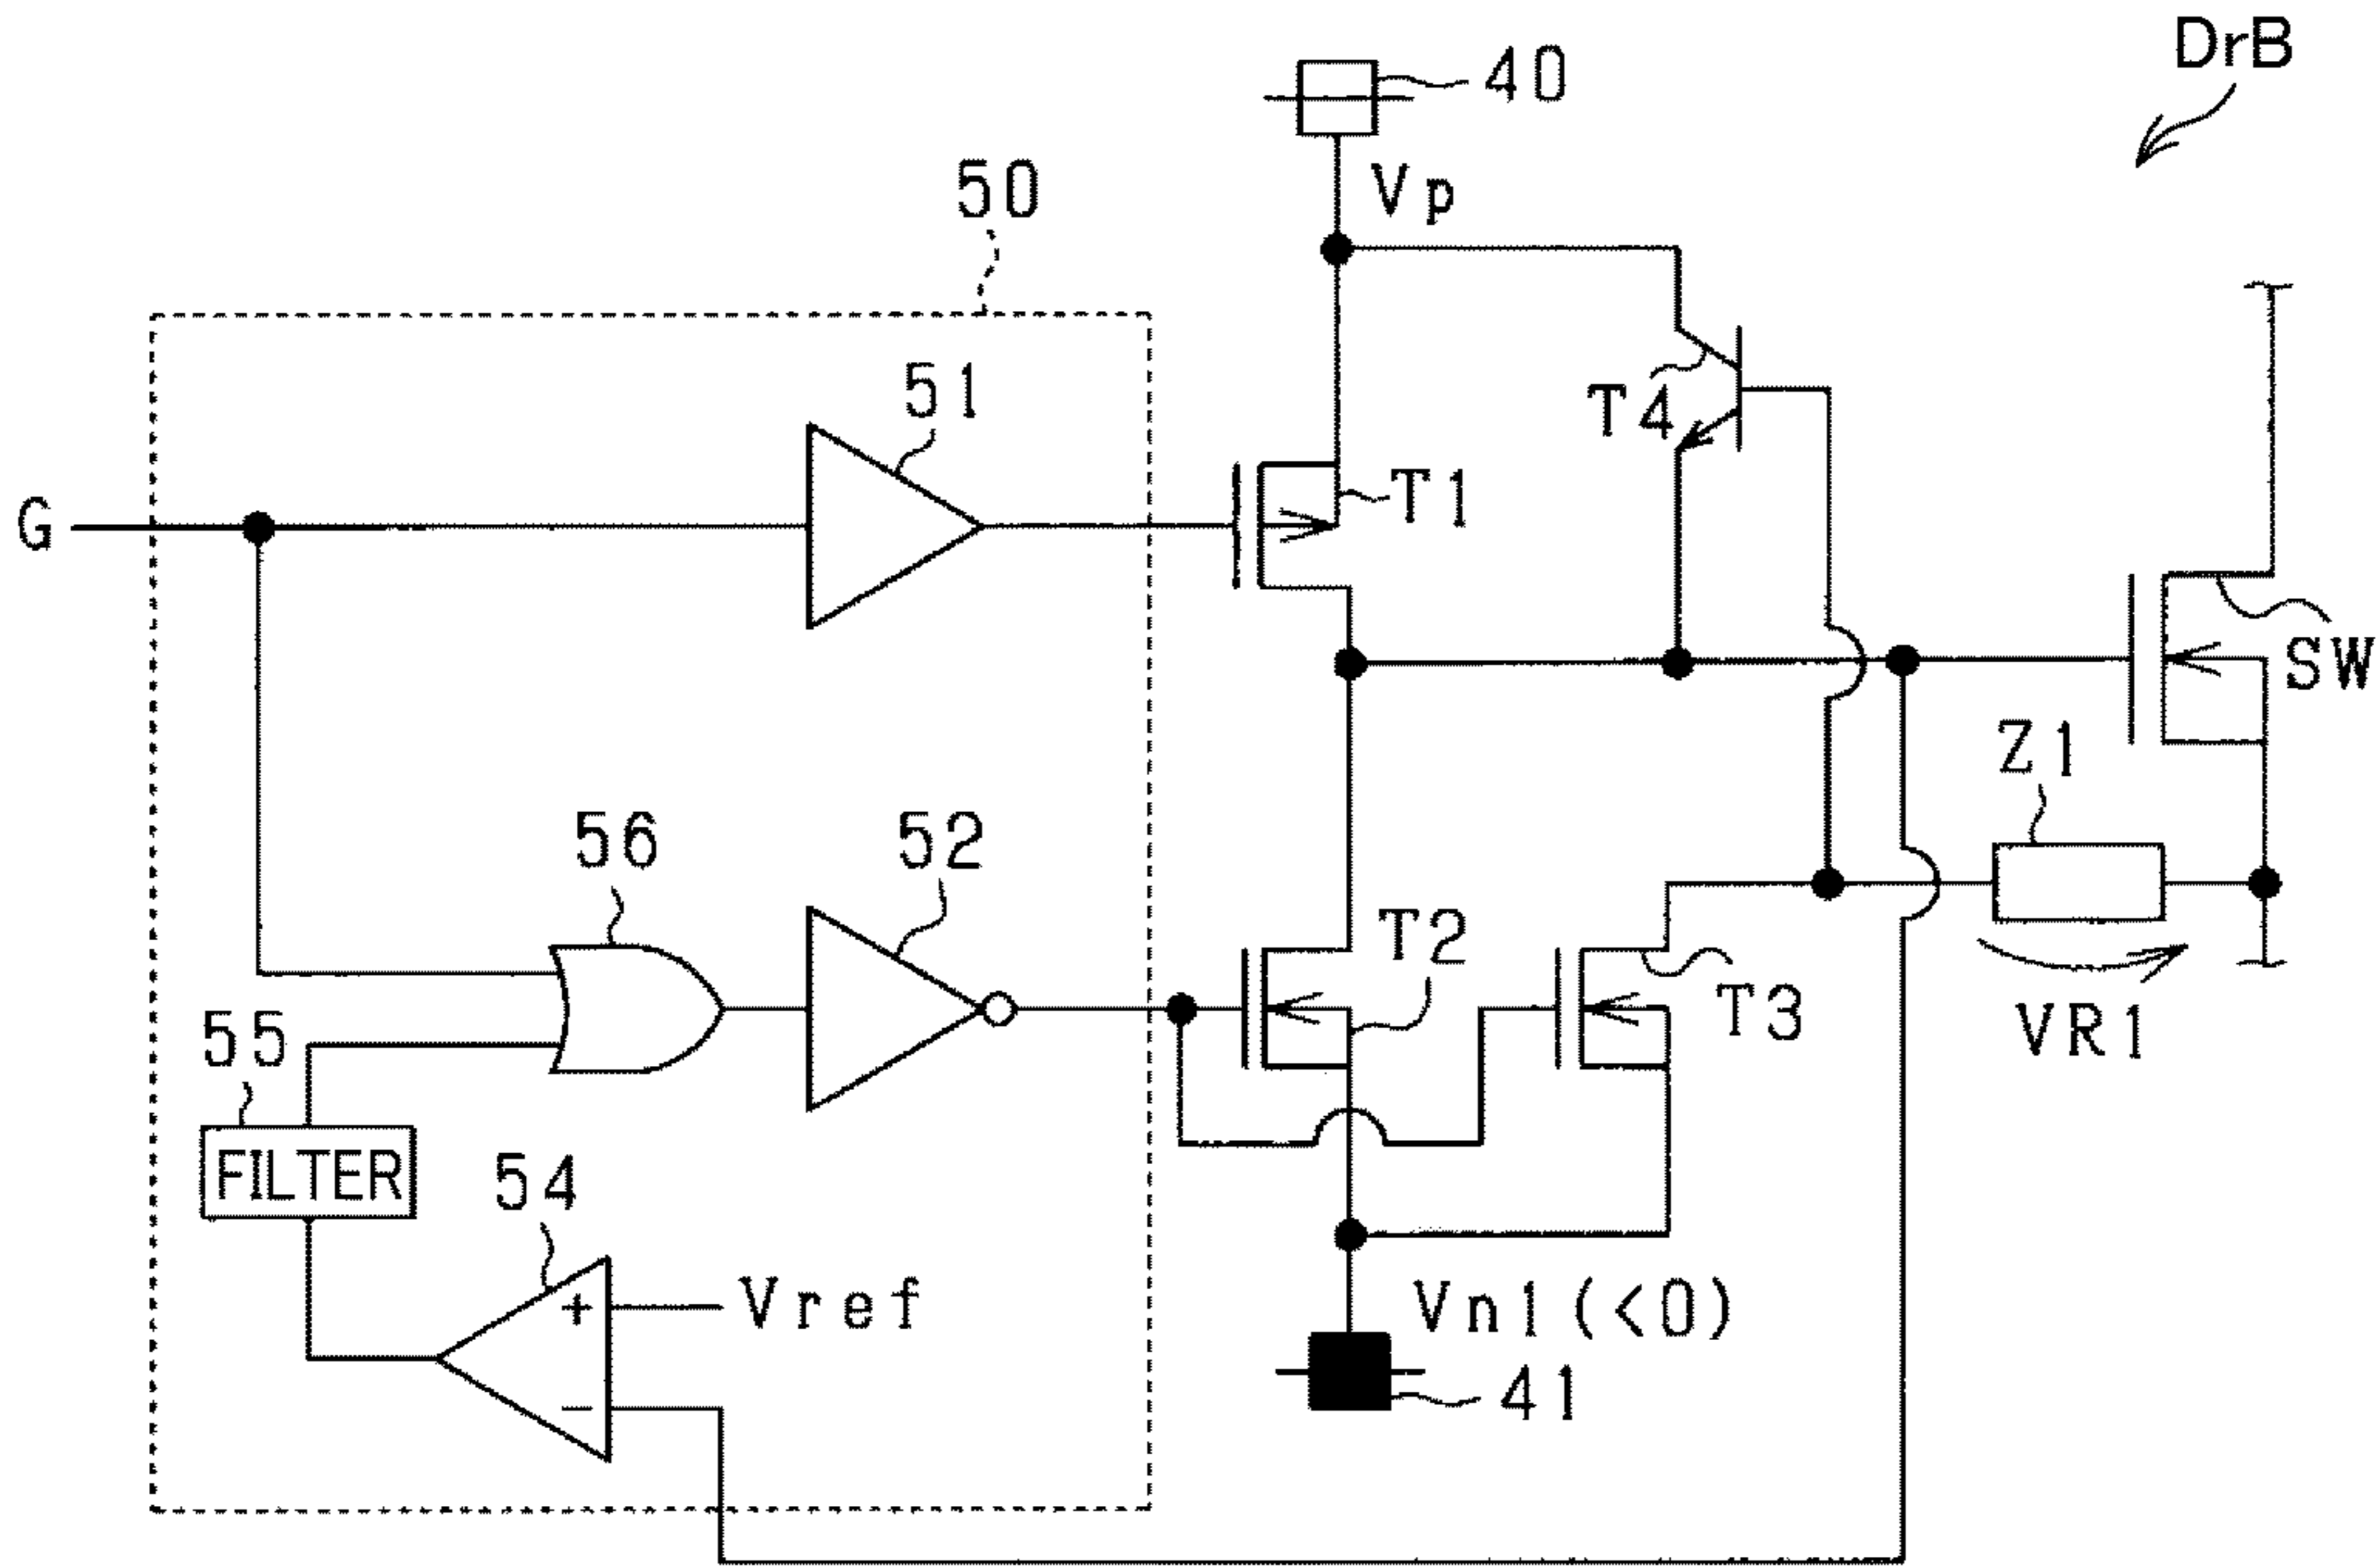 DrB
40
Vp
50
51
T4
T1
G
SW
Z1
56
52
T2
T3
VR1
55
FILTER
54
+
Vref
Vn1(<0)
−
41